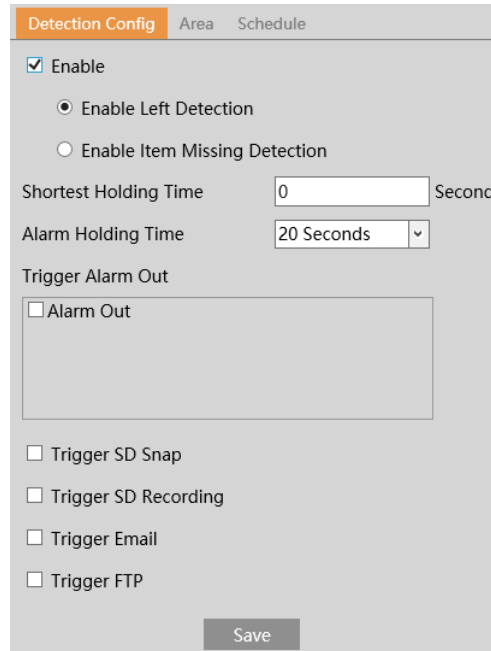 Detection Config Area Schedule
Enable
Enable Left Detection
Enable Item Missing Detection
Shortest Holding Time 0 Second
Alarm Holding Time 20 Seconds
Trigger Alarm Out
Alarm Out
Trigger SD Snap
Trigger SD Recording
Trigger Email
Trigger FTP
Save